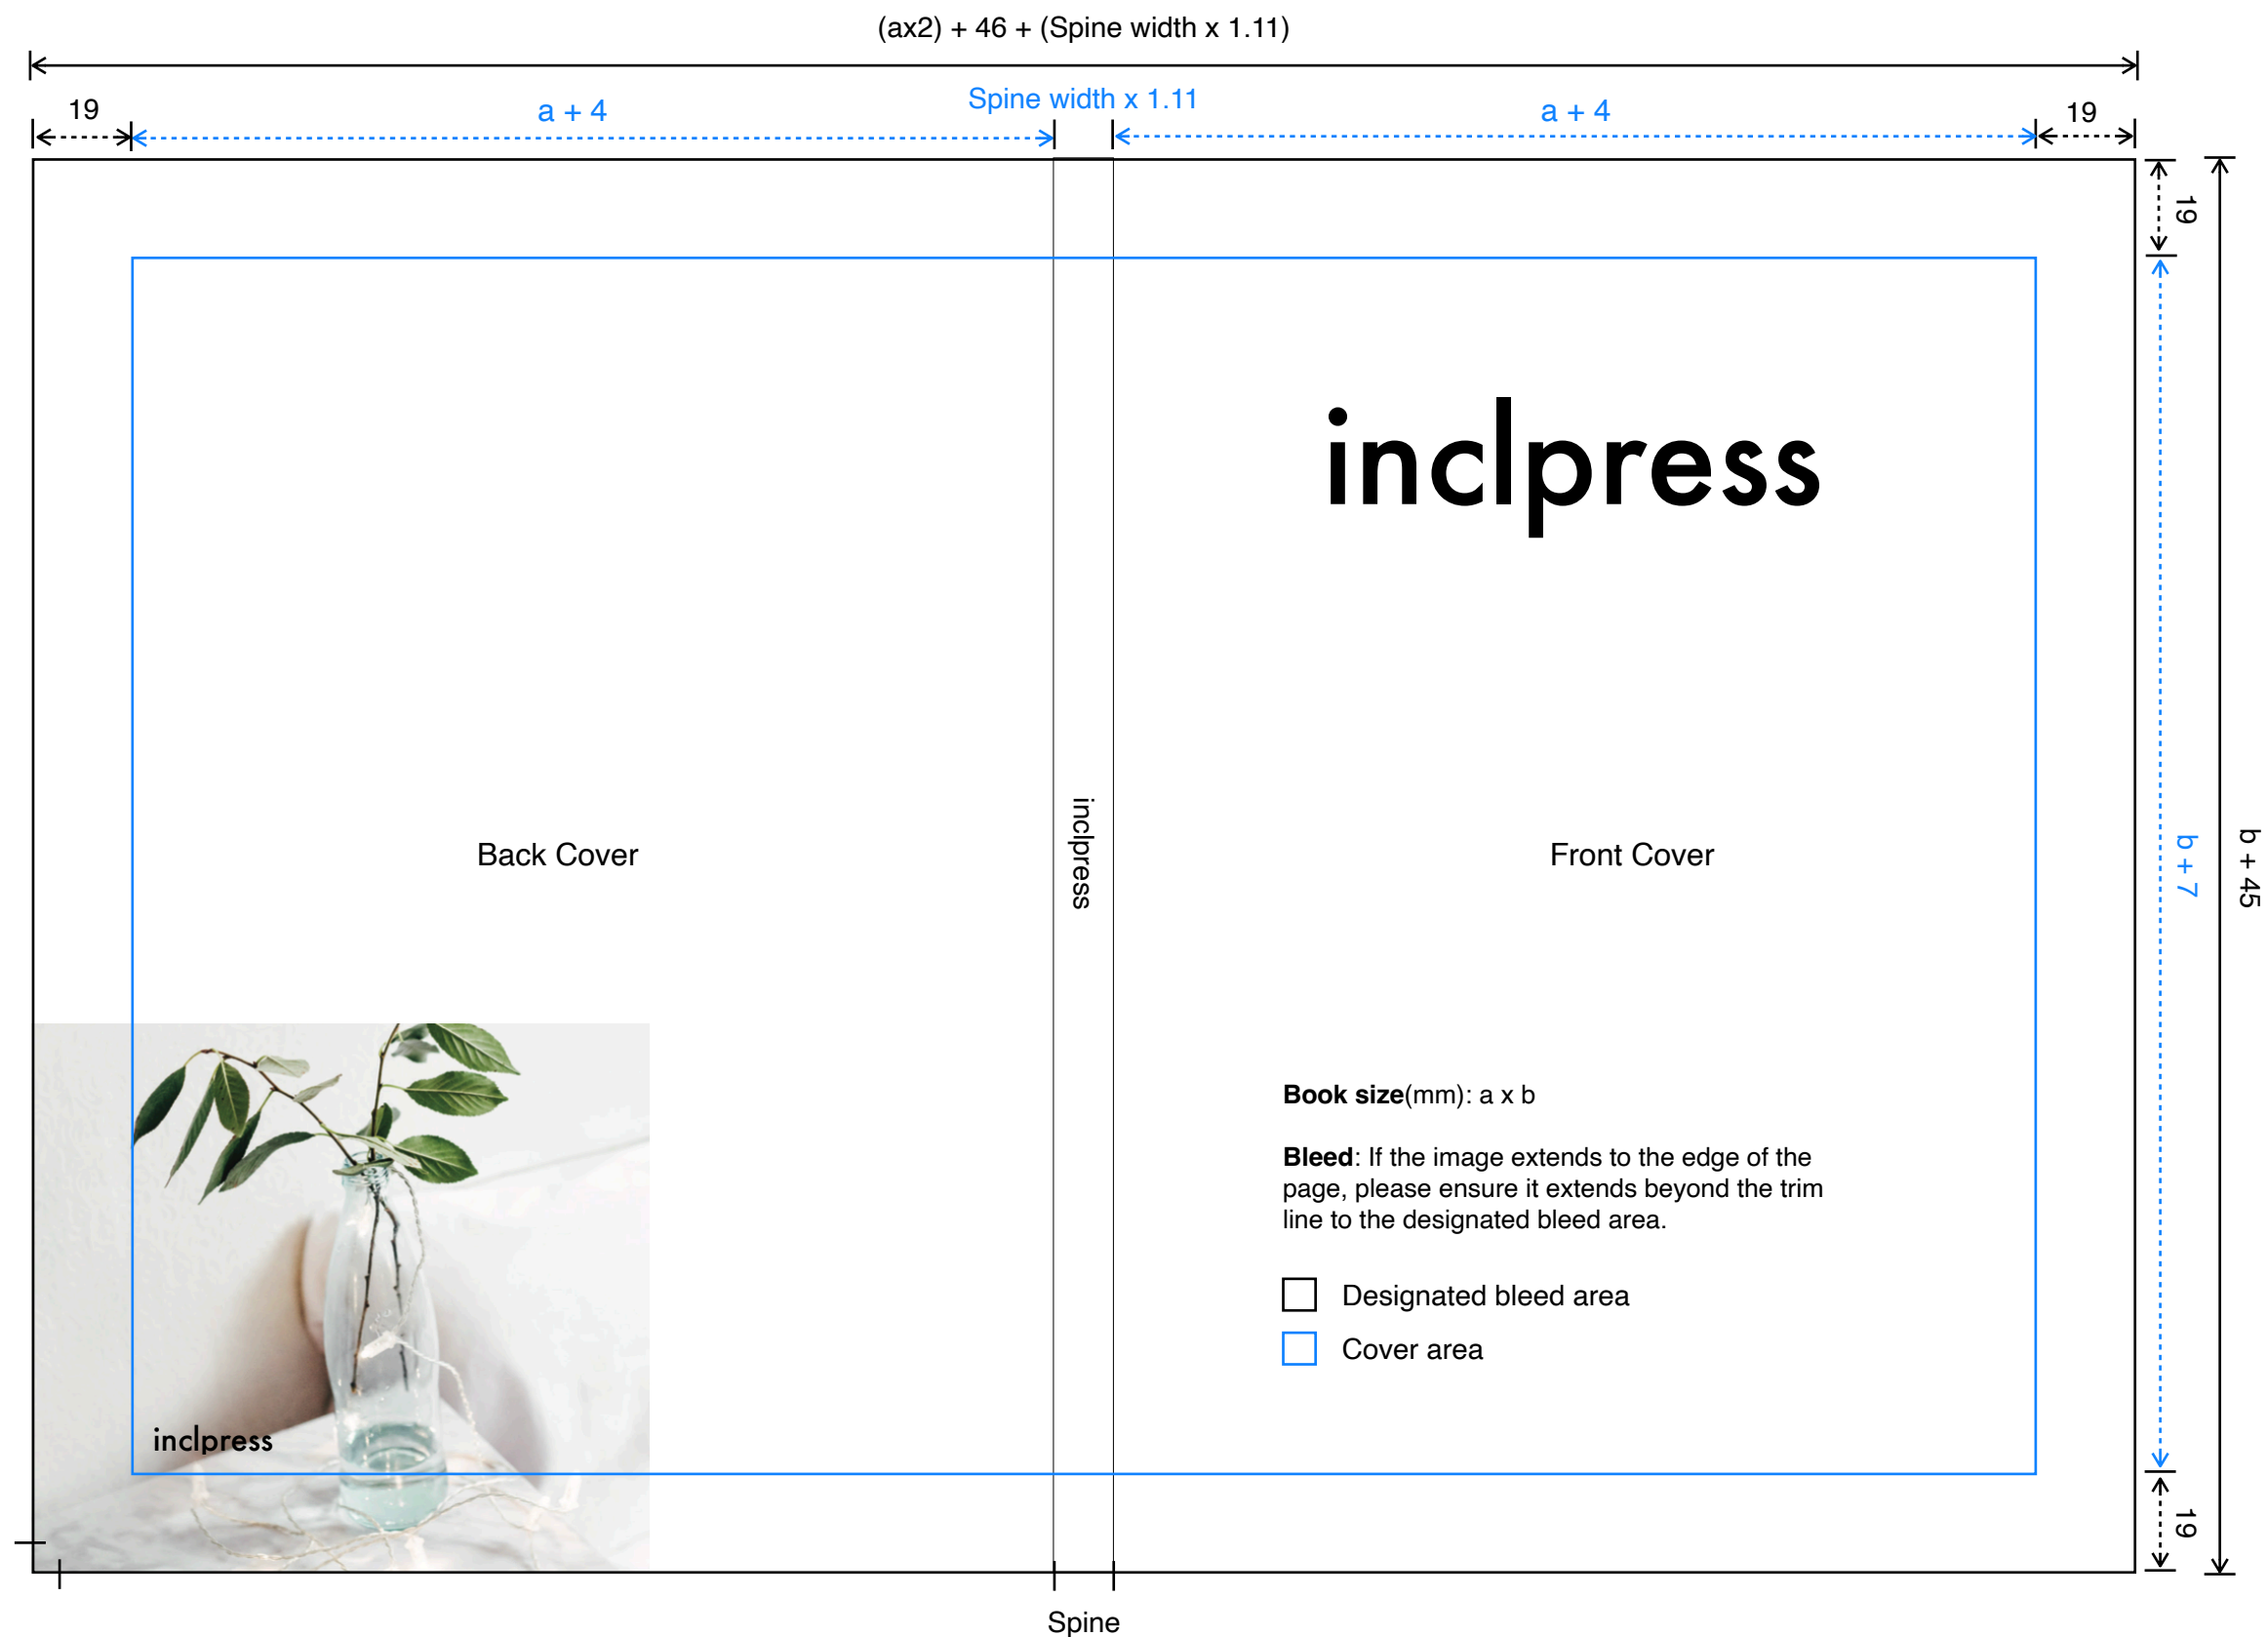 (ax2) + 46 + (Spine width x 1.11)
19
a + 4
Spine width x 1.11
a + 4
19
19
inclpress
inclpress
Back Cover
Front Cover
b + 7
b + 45
Book size(mm): a x b
Bleed: If the image extends to the edge of the
page, please ensure it extends beyond the trim
line to the designated bleed area.
Designated bleed area
Cover area
inclpress
19
Spine